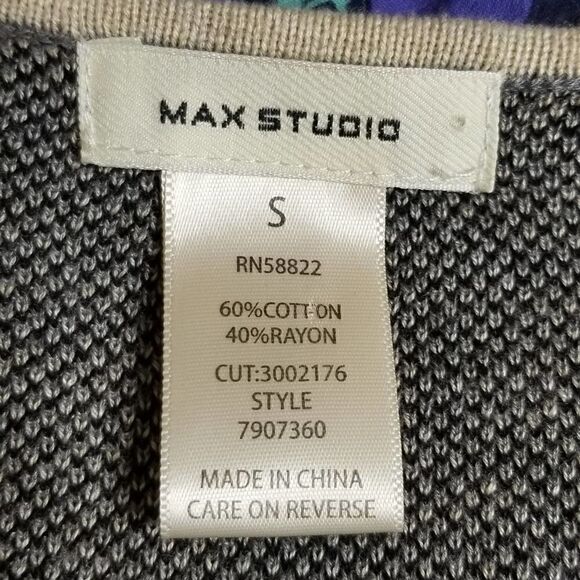 MAX STUDIO
S
RN58822
60%COTTON
40%RAYON
CUT:3002176
STYLE
7907360
MADE IN CHINA
CARE ON REVERSE